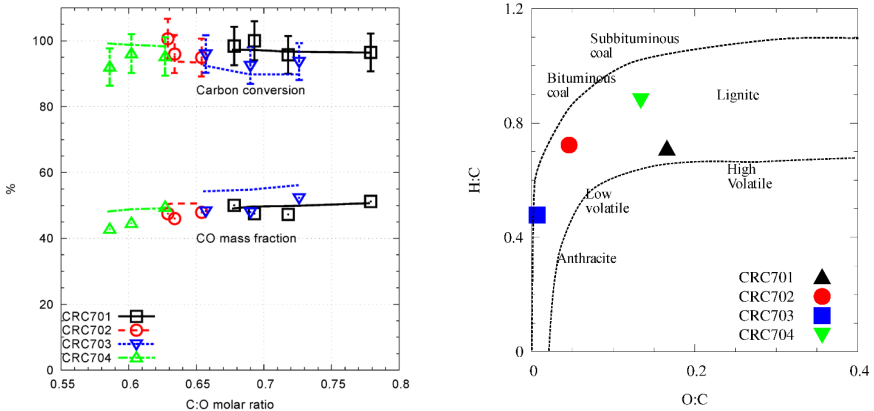 120
100
80
60
40
20
0
%
Carbon conversion
CO mass fraction
CRC701
CRC702
CRC703
CRC704
0.55
0.6
0.65
0.7
0.75
0.8
C:O molar ratio
1.2
0.8
0.4
0
H:C
Subbituminous
coal
Bituminous
coal
Lignite
High
Volatile
Low
volatile
Anthracite
CRC701
CRC702
CRC703
CRC704
0
0.2
0.4
O:C